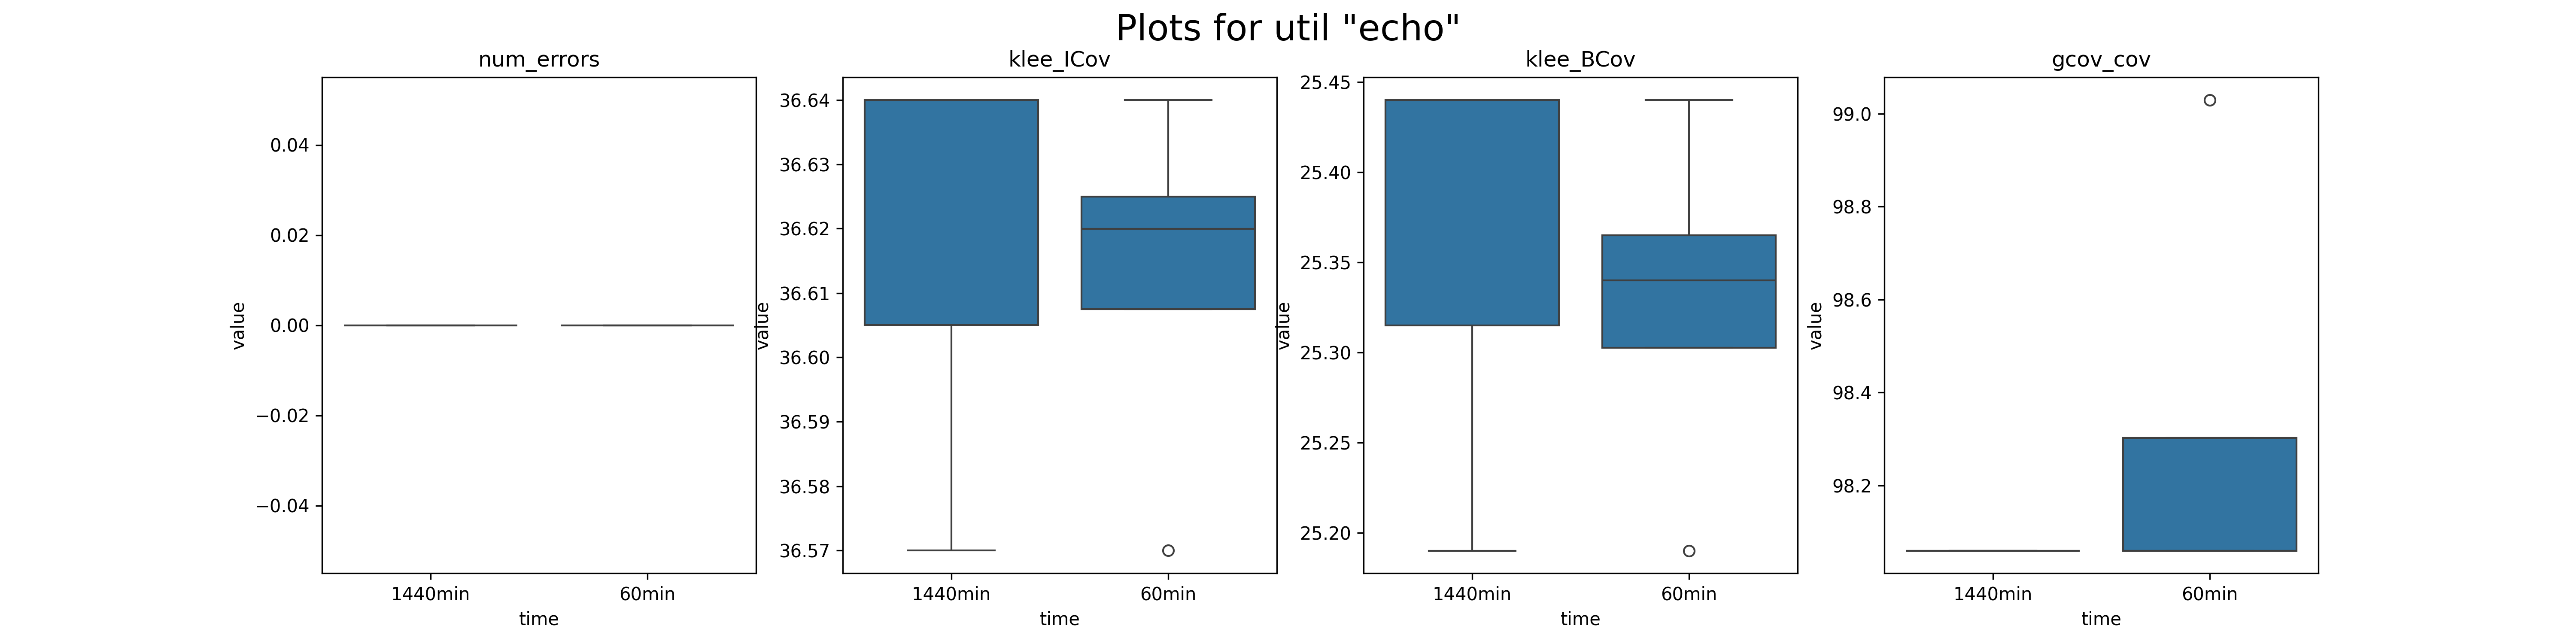 Plots for util "echo"
num_errors
0.04
0.02
0.00
−0.02
−0.04
value
1440min
60min
time
klee_ICov
36.64
36.63
36.62
36.61
36.60
36.59
36.58
36.57
value
1440min
60min
time
klee_BCov
25.45
25.40
25.35
25.30
25.25
25.20
value
1440min
60min
time
gcov_cov
99.0
98.8
98.6
98.4
98.2
value
1440min
60min
time